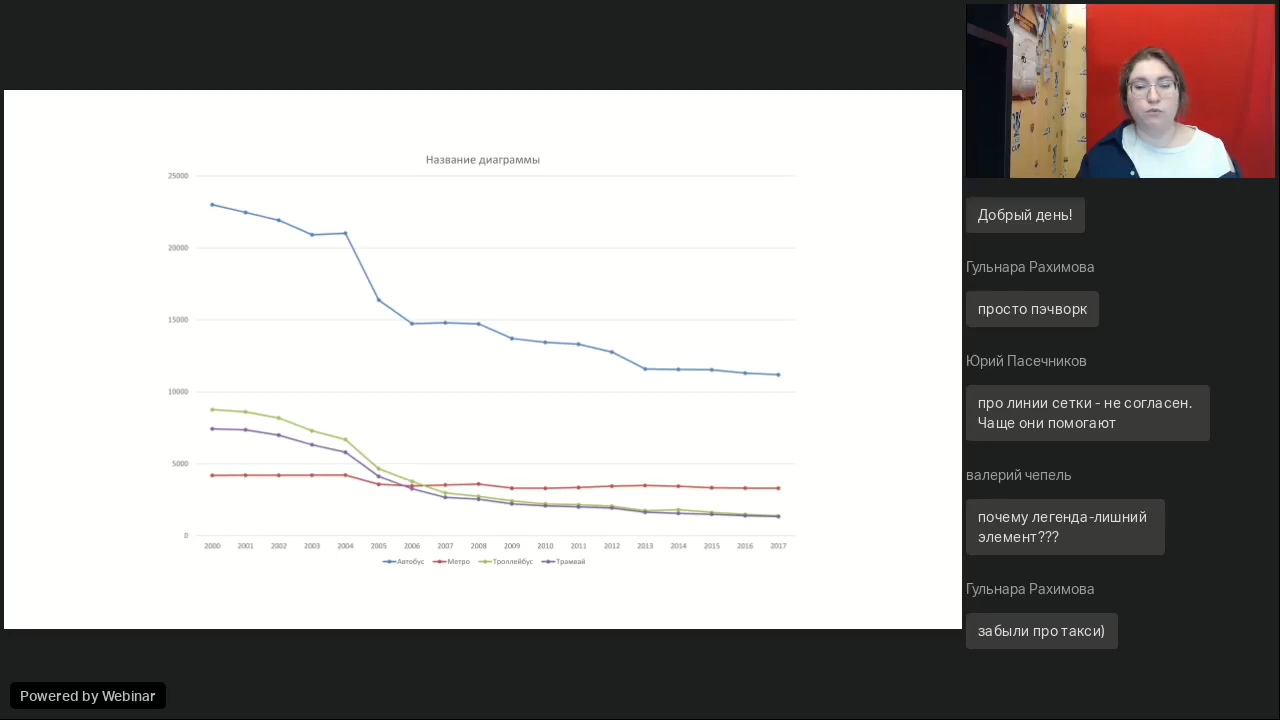 Название диаграммы
25000
20000
15000
10000
5000
0
2000 2001 2002 2003 2004 2005 2006 2007 2008 2009 2010 2011 2012 2013 2014 2015 2016 2017
Автобус Метро Троллейбус Трамвай
Добрый день!
Гульнара Рахимова
просто пэчворк
Юрий Пасечников
про линии сетки - не согласен.
Чаще они помогают
валерий чепель
почему легенда-лишний
элемент???
Гульнара Рахимова
забыли про такси)
Powered by Webinar